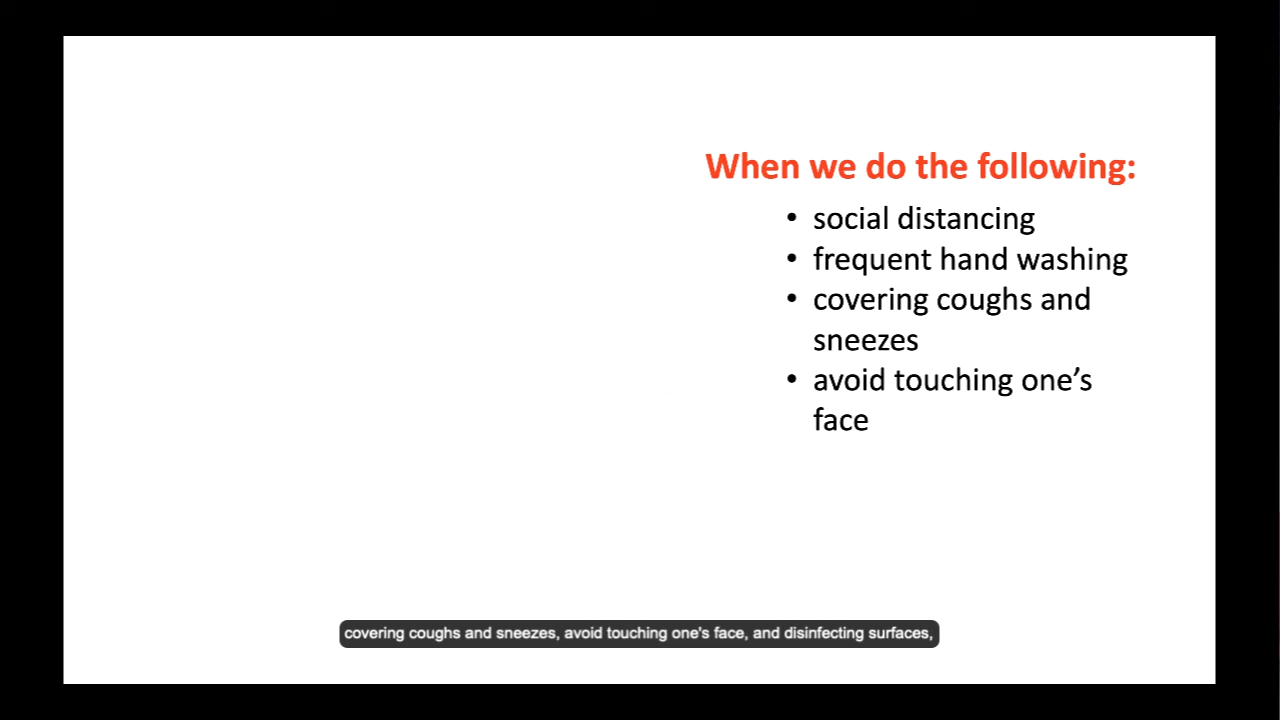 When we do the following:
• social distancing
• frequent hand washing
• covering coughs and
sneezes
• avoid touching one’s
face
covering coughs and sneezes, avoid touching one's face, and disinfecting surfaces,